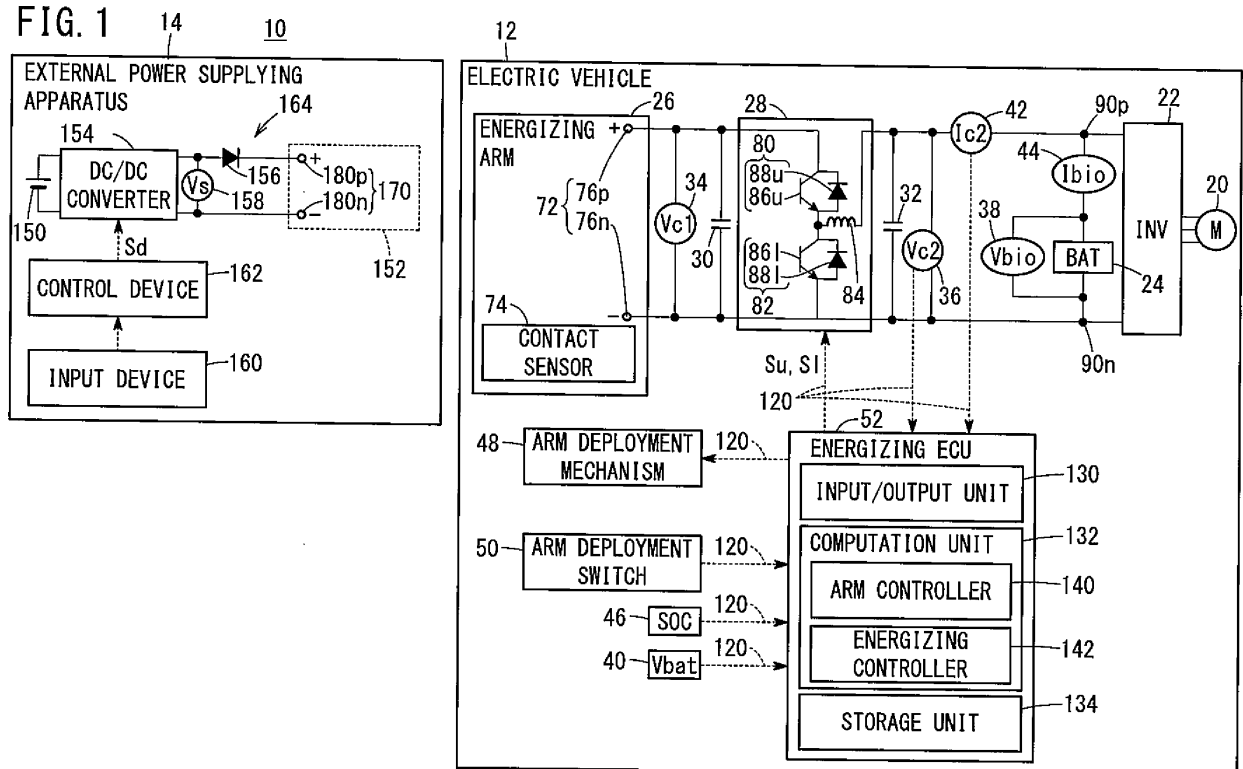 FIG. 1
10
14
EXTERNAL POWER SUPPLYING
APPARATUS
164
154
DC/DC
CONVERTER
Vs
156
158
150
+
180p
180n
−
170
152
Sd
162
CONTROL DEVICE
160
INPUT DEVICE
12
ELECTRIC VEHICLE
26
ENERGIZING
ARM
+
72
76p
76n
−
74
CONTACT
SENSOR
34
Vc1
30
28
80
88u
86u
86l
88l
82
84
32
Vc2
36
42
Ic2
90p
44
Ibio
38
Vbio
BAT
24
90n
22
INV
20
M
Su, Sl
120
52
ENERGIZING ECU
48
ARM DEPLOYMENT
MECHANISM
120
INPUT/OUTPUT UNIT
130
50
ARM DEPLOYMENT
SWITCH
120
COMPUTATION UNIT
132
ARM CONTROLLER
140
46
SOC
120
ENERGIZING
CONTROLLER
142
40
Vbat
120
STORAGE UNIT
134